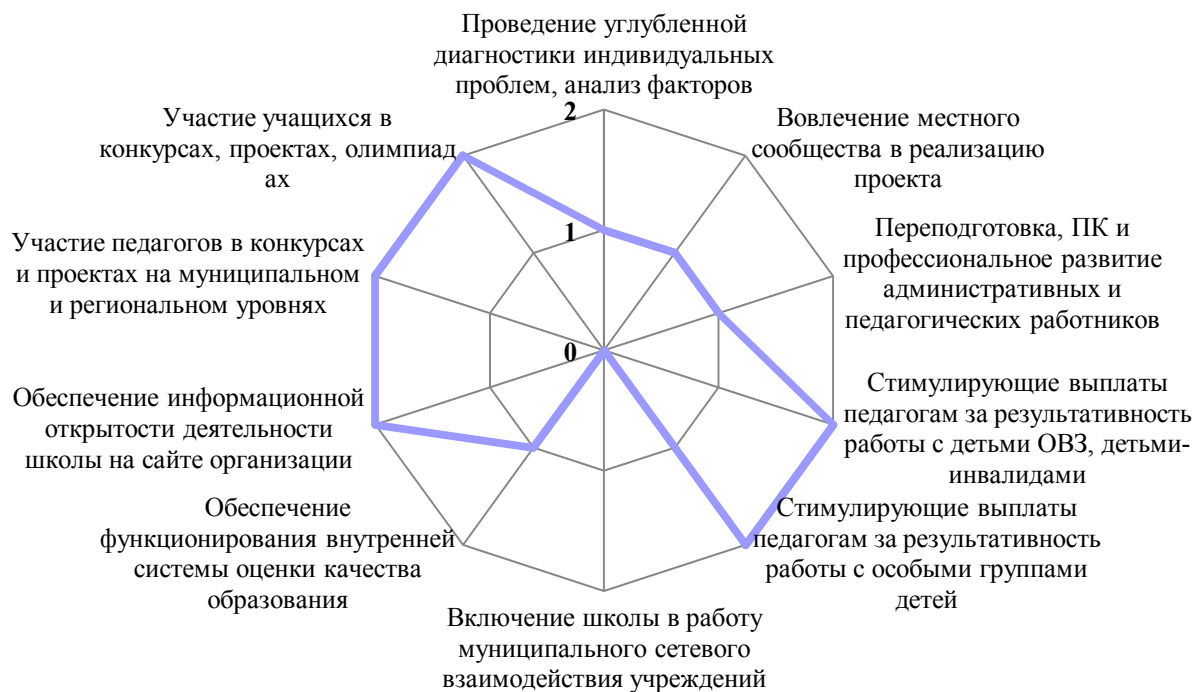 Проведение углубленной
диагностики индивидуальных
проблем, анализ факторов
2
Вовлечение местного
сообщества в реализацию
проекта
Переподготовка, ПК и
профессиональное развитие
административных и
педагогических работников
Стимулирующие выплаты
педагогам за результативность
работы с детьми ОВЗ, детьми-
инвалидами
Стимулирующие выплаты
педагогам за результативность
работы с особыми группами
детей
Включение школы в работу
муниципального сетевого
взаимодействия учреждений
Обеспечение
функционирования внутренней
системы оценки качества
образования
Обеспечение информационной
открытости деятельности
школы на сайте организации
Участие педагогов в конкурсах
и проектах на муниципальном
и региональном уровнях
Участие учащихся в
конкурсах, проектах, олимпиад
ах
1
0